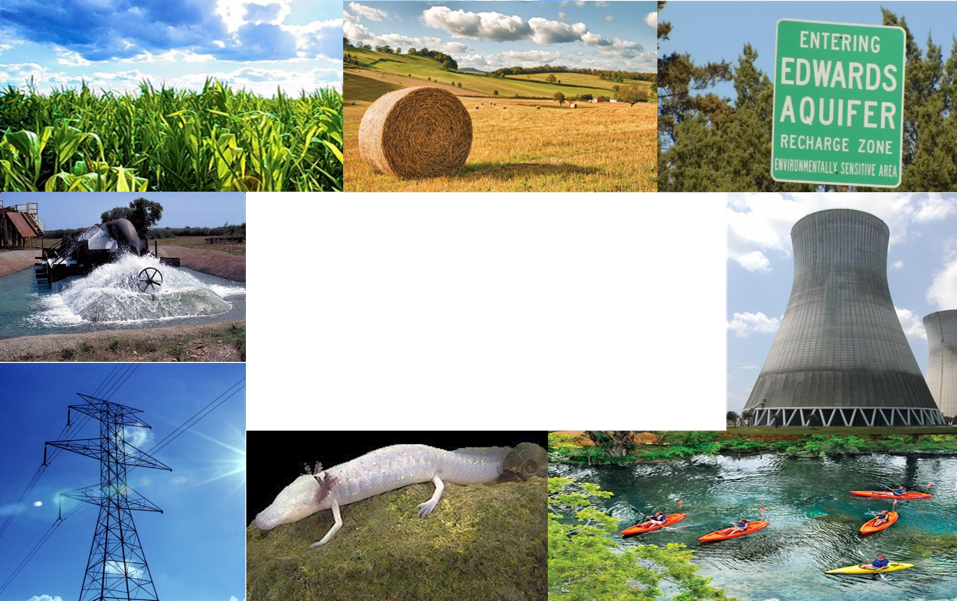 ENTERING
EDWARDS
AQUIFER
RECHARGE ZONE
ENVIRONMENTALLY SENSITIVE AREA